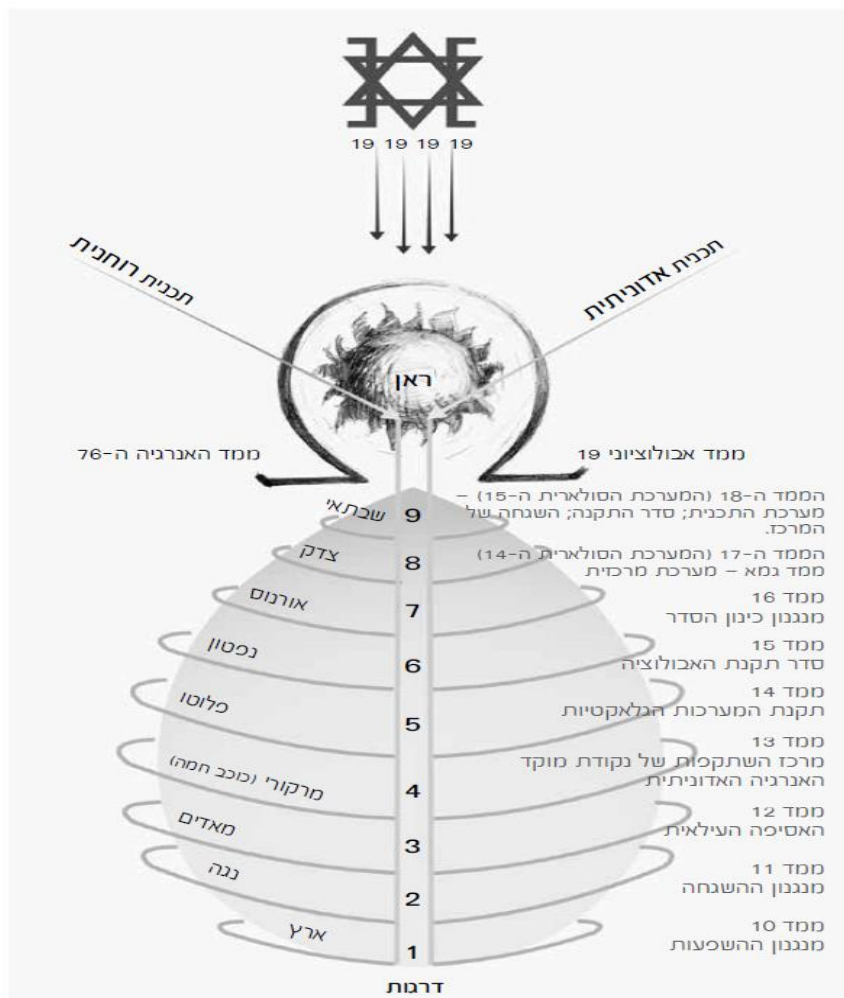 19 19 19 19
תכנית אדוניתית
תכנית רוחנית
ראן
ממד אבולוציוני 19
ממד האנרגיה ה-76
הממד ה-18 (המערכת הסולארית ה-15) –
מערכת התכנית; סדר התקנה; השגחה של
המרכז.
9
שבתאי
הממד ה-17 (המערכת הסולארית ה-14)
ממד גמא – מערכת מרכזית
8
צדק
ממד 16
מנגנון כינון הסדר
7
אורנוס
ממד 15
סדר תקנת האבולוציה
6
נפטון
ממד 14
תקנת המערכות הגלאקטיות
5
פלוטו
ממד 13
מרכז השתקפות של נקודת מוקד
האנרגיה האדוניתית
4
מרקורי (כוכב חמה)
ממד 12
האסיפה העילאית
3
מאדים
ממד 11
מנגנון ההשגחה
2
נגה
ממד 10
מנגנון ההשפעות
1
ארץ
דרגות